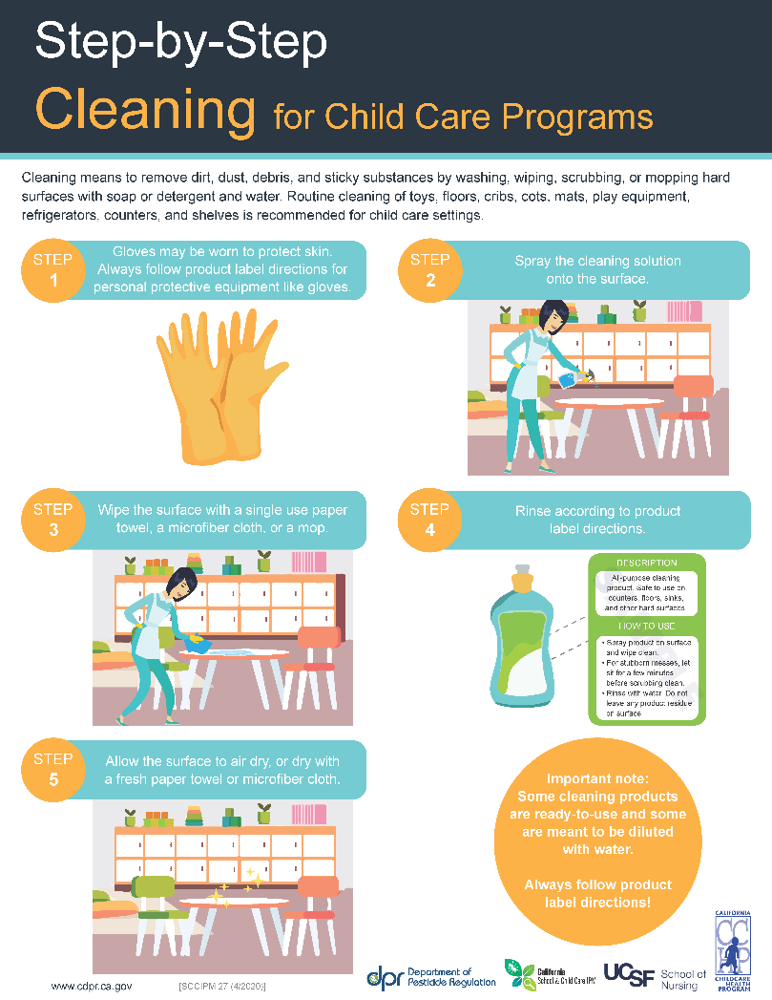 Step-by-Step
Cleaning for Child Care Programs
Cleaning means to remove dirt, dust, debris, and sticky substances by washing, wiping, scrubbing, or mopping hard
surfaces with soap or detergent and water. Routine cleaning of toys, floors, cribs, cots, mats, play equipment,
refrigerators, counters, and shelves is recommended for child care settings.
STEP
1
Gloves may be worn to protect skin.
Always follow product label directions for
personal protective equipment like gloves.
STEP
2
Spray the cleaning solution
onto the surface.
STEP
3
Wipe the surface with a single use paper
towel, a microfiber cloth, or a mop.
STEP
4
Rinse according to product
label directions.
DESCRIPTION
All-purpose cleaning
product. Safe to use on
counters, floors, sinks,
and other hard surfaces
HOW TO USE
• Spray product on surface
and wipe clean.
• For stubborn messes, let
sit for a few minutes
before scrubbing clean.
• Rinse with water. Do not
leave any product residue
on surface
STEP
5
Allow the surface to air dry, or dry with
a fresh paper towel or microfiber cloth.
Important note:
Some cleaning products
are ready-to-use and some
are meant to be diluted
with water.
Always follow product
label directions!
www.cdpr.ca.gov
[SCCIPM 27 (4/2020)]
dpr Department of
Pesticide Regulation
California
School & Child Care IPM
UCSF School of
Nursing
CALIFORNIA
CCHP
CHILDCARE
HEALTH
PROGRAM